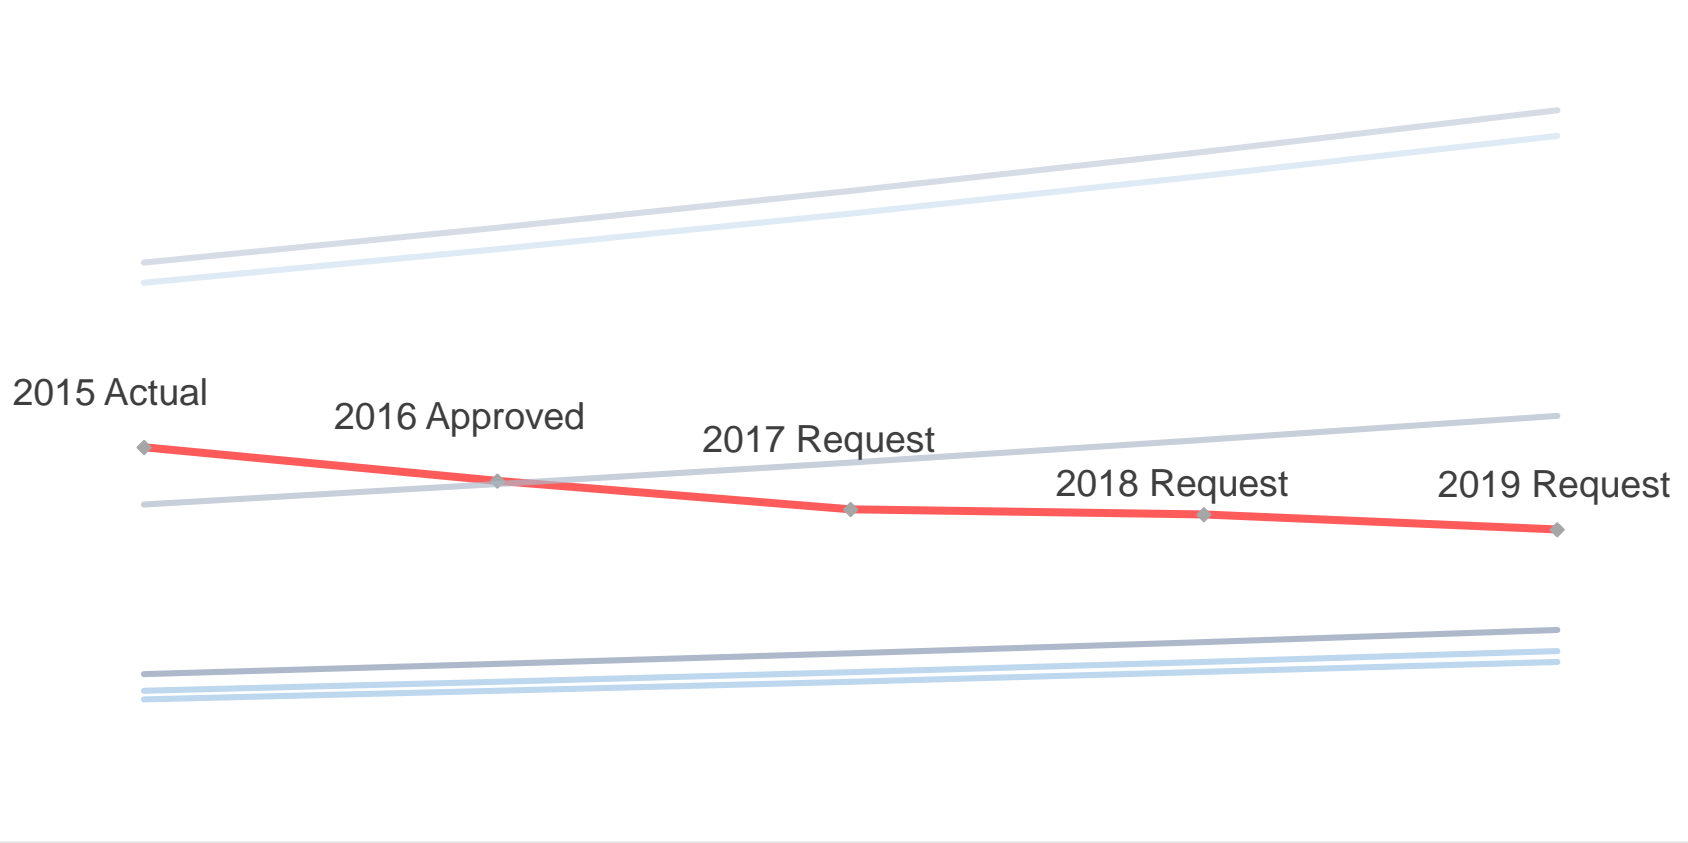 2015 Actual
2016 Approved
2017 Request
2018 Request
2019 Request